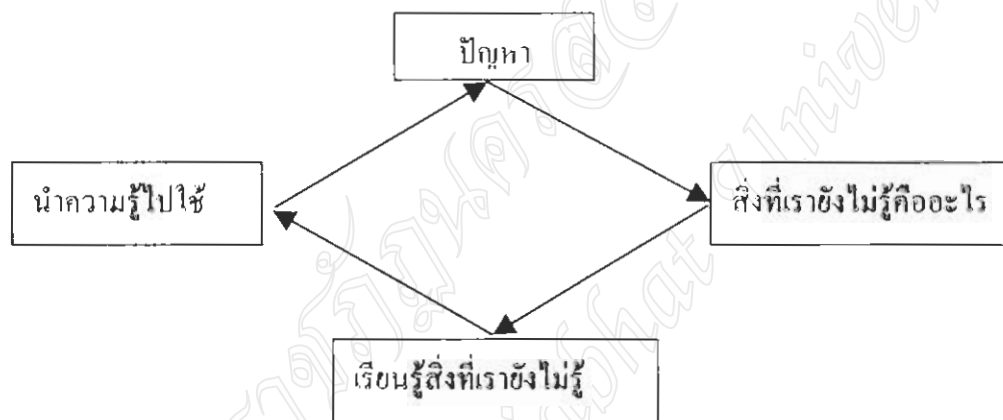 ปัญหา
นำความรู้ไปใช้
สิ่งที่เรายังไม่รู้คืออะไร
เรียนรู้สิ่งที่เรายังไม่รู้